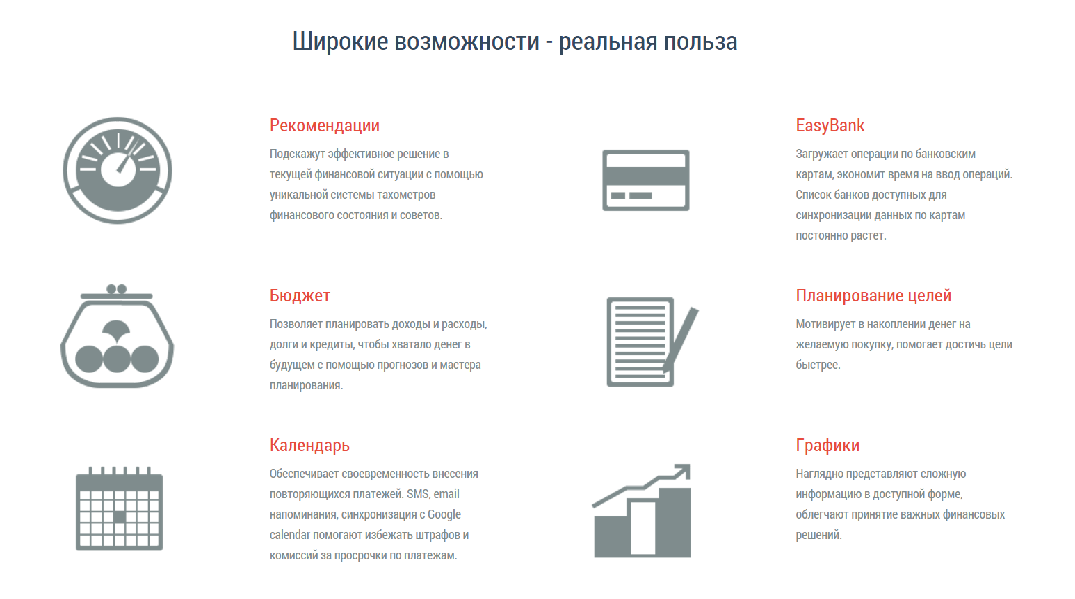 Широкие возможности - реальная польза
Рекомендации
Подскажут эффективное решение в
текущей финансовой ситуации с помощью
уникальной системы тахометров
финансового состояния и советов.
EasyBank
Загружает операции по банковским
картам, экономит время на ввод операций.
Список банков доступных для
синхронизации данных по картам
постоянно растет.
Бюджет
Позволяет планировать доходы и расходы,
долги и кредиты, чтобы хватало денег в
будущем с помощью прогнозов и мастера
планирования.
Планирование целей
Мотивирует в накоплении денег на
желаемую покупку, помогает достичь цели
быстрее.
Календарь
Обеспечивает своевременность внесения
повторяющихся платежей. SMS, email
напоминания, синхронизация с Google
calendar помогают избежать штрафов и
комиссий за просрочки по платежам.
Графики
Наглядно представляют сложную
информацию в доступной форме,
облегчают принятие важных финансовых
решений.